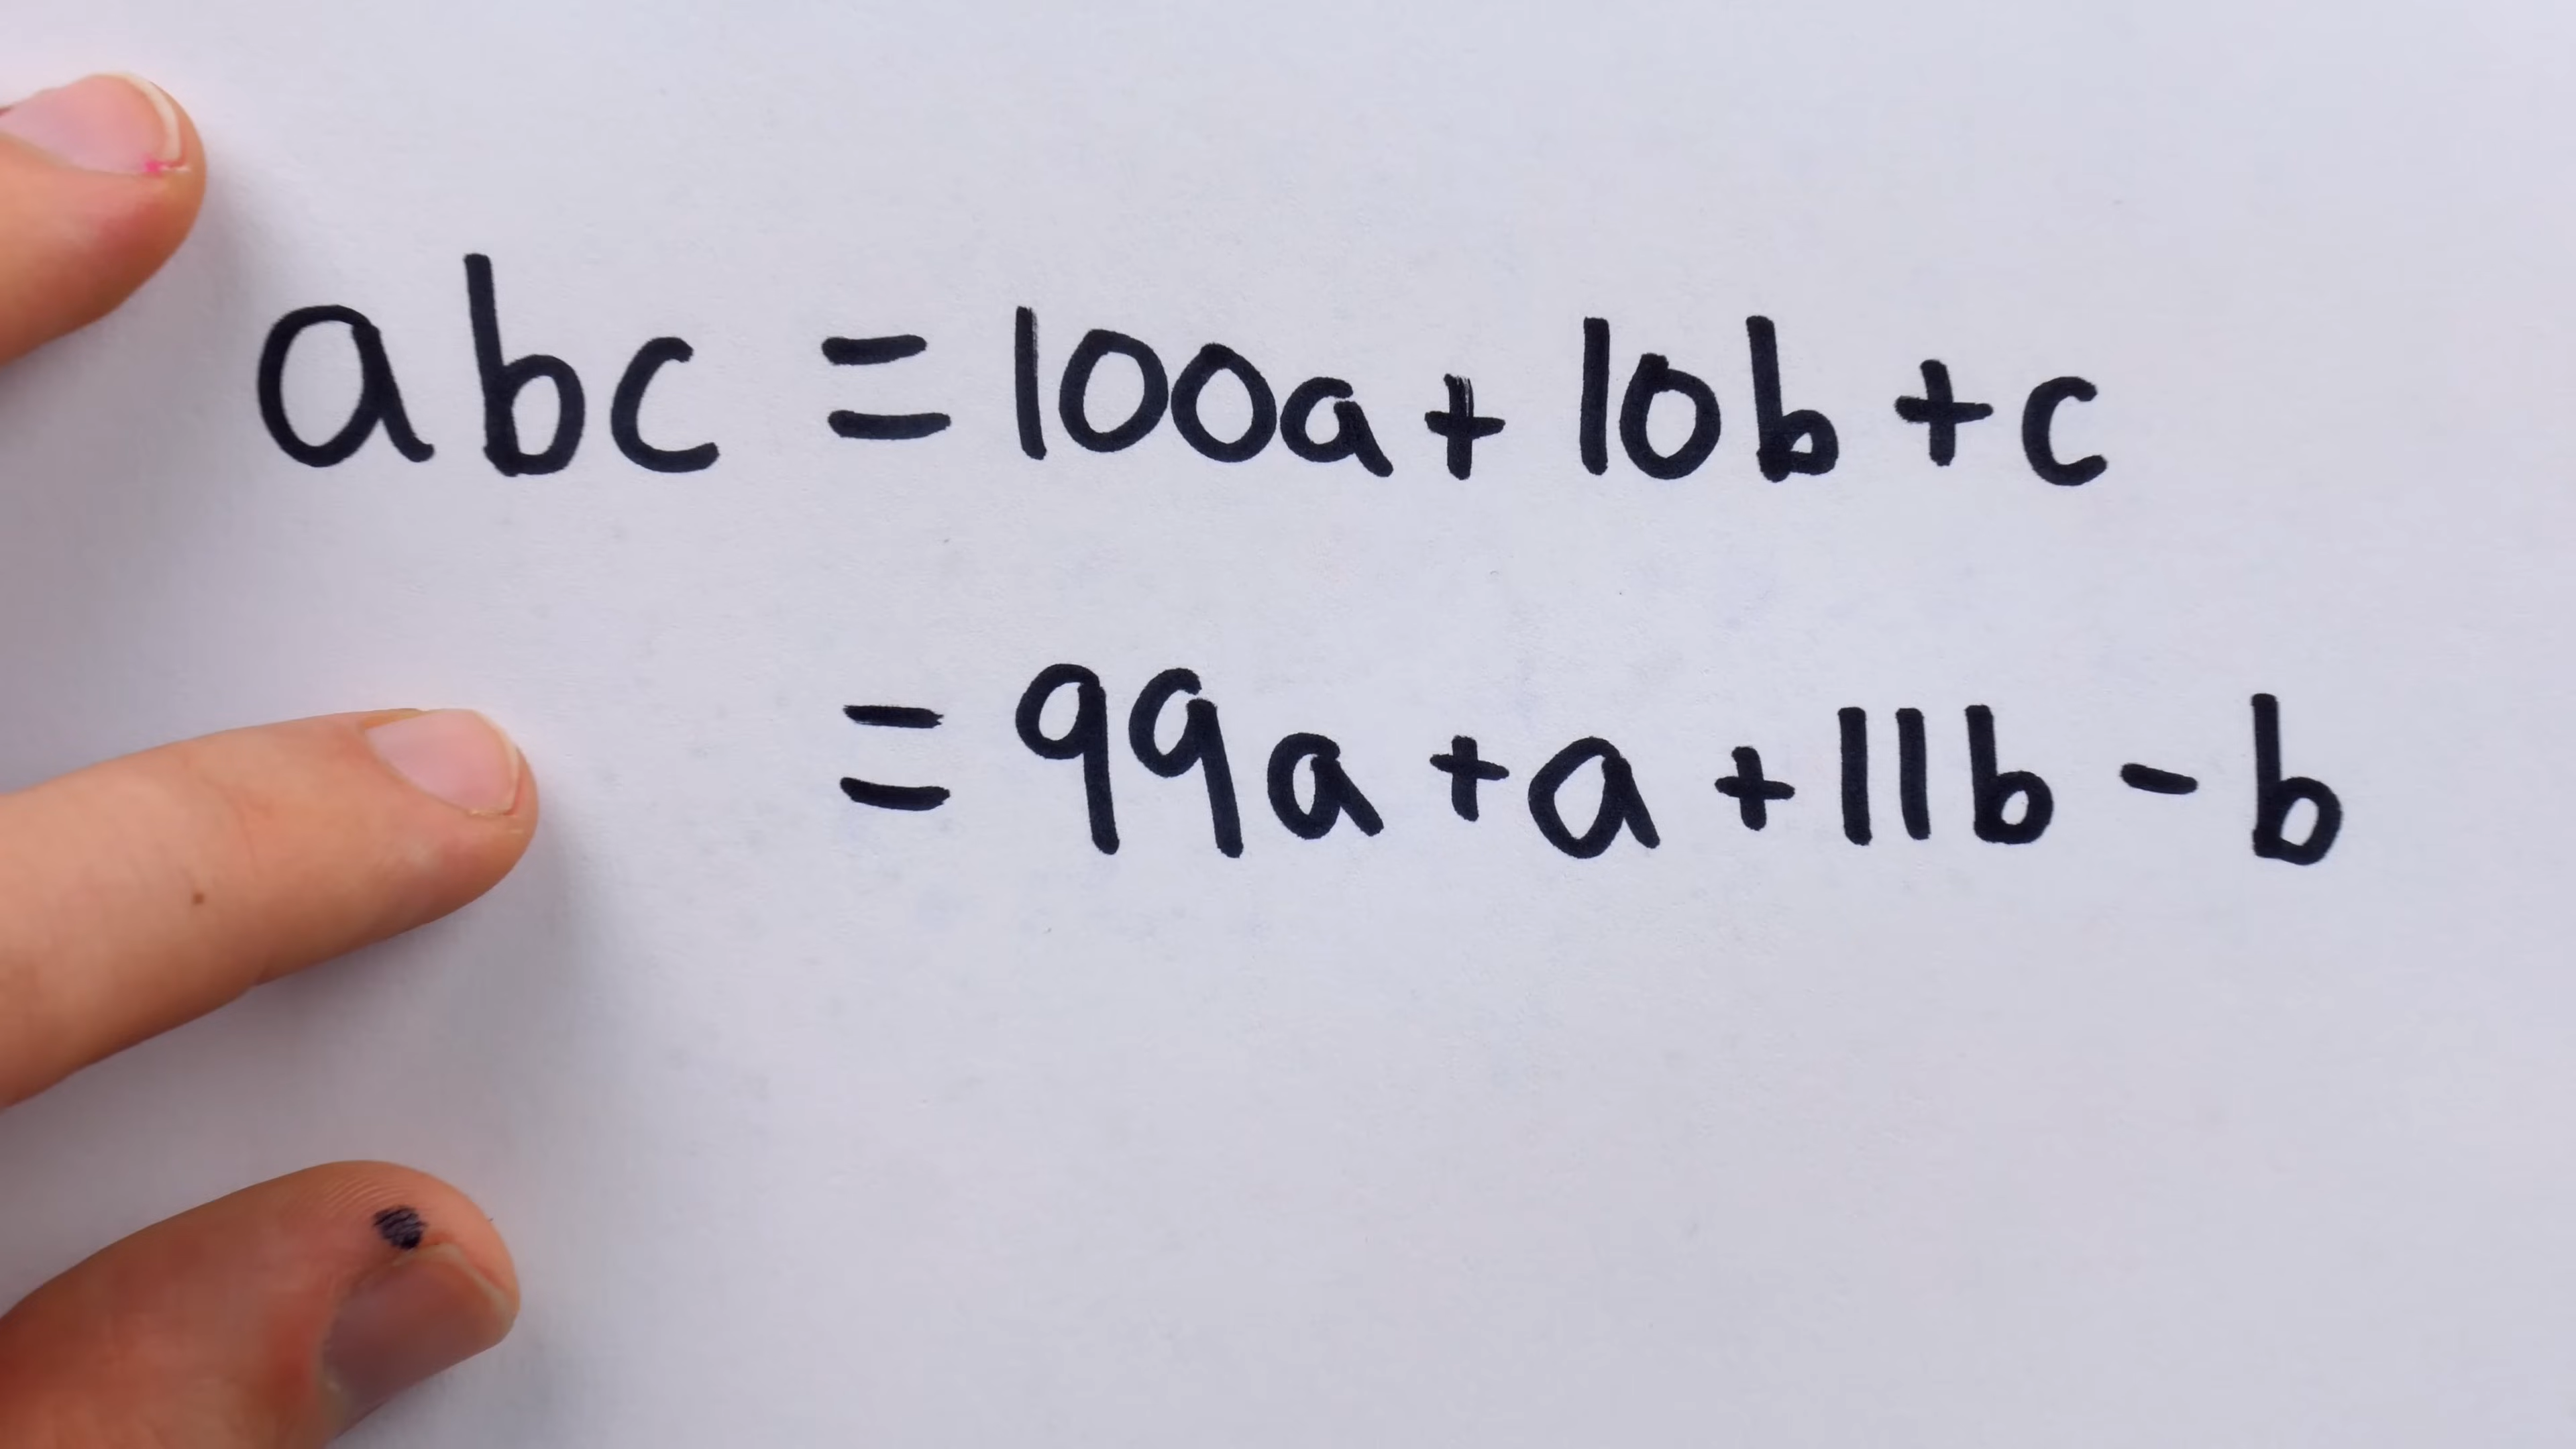 abc = 100a + 10b + c
= 99a + a + 11b - b